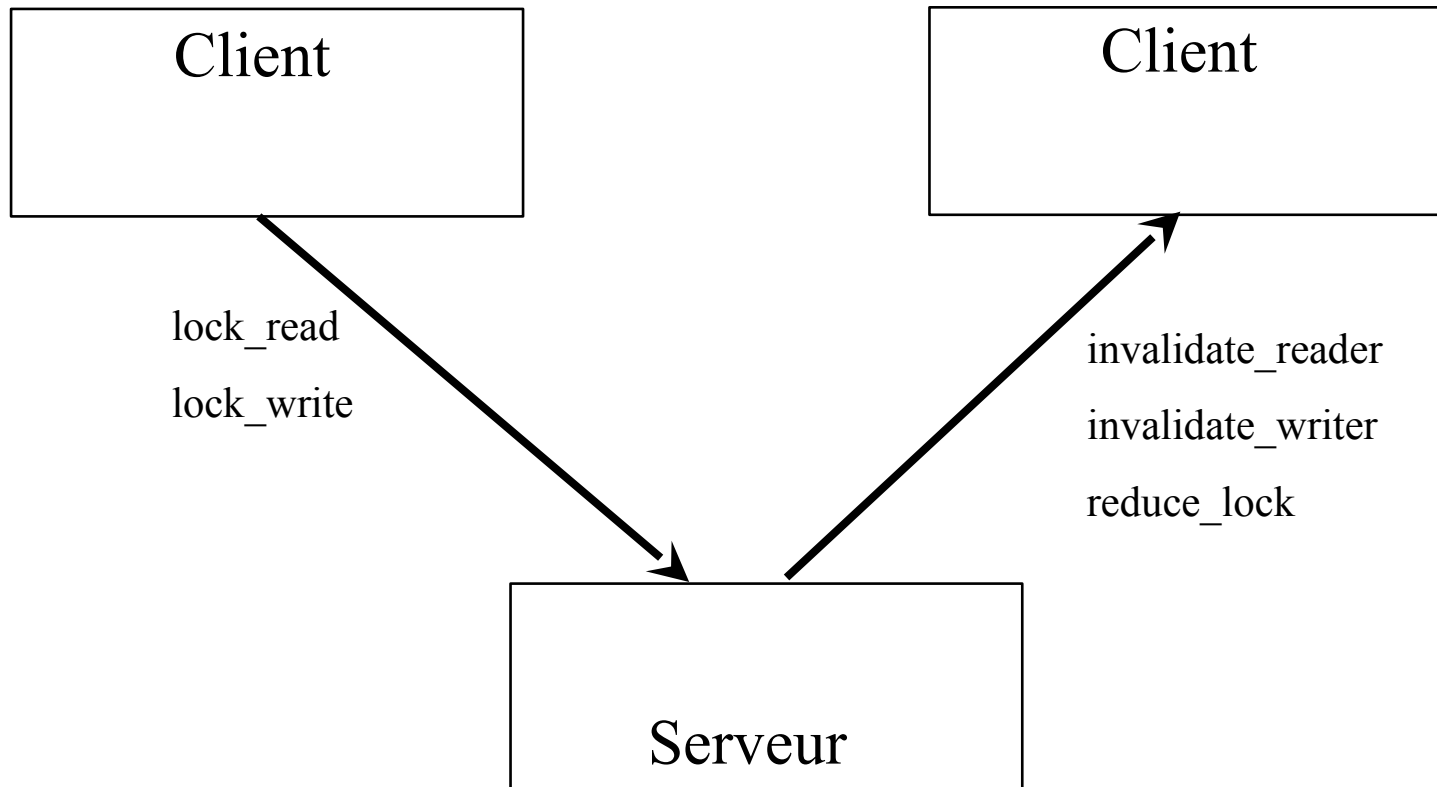 Client
Client
lock_read
lock_write
invalidate_reader
invalidate_writer
reduce_lock
Serveur